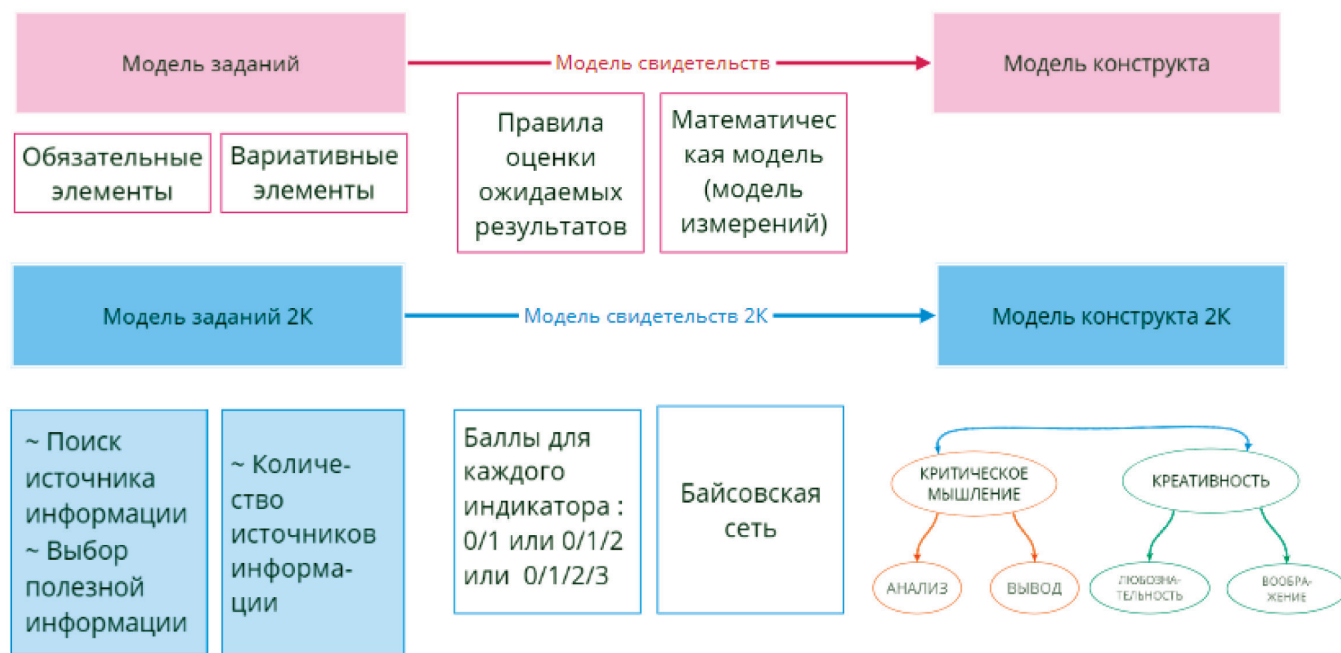 Модель заданий
Модель свидетельств
Модель конструкта
Обязательные
элементы
Вариативные
элементы
Правила
оценки
ожидаемых
результатов
Математичес
кая модель
(модель
измерений)
Модель заданий 2К
Модель свидетельств 2К
Модель конструкта 2К
~ Поиск
источника
информации
~ Выбор
полезной
информации
~ Количе-
ство
источников
информа-
ции
Баллы для
каждого
индикатора :
0/1 или 0/1/2
или 0/1/2/3
Байсовская
сеть
КРИТИЧЕСКОЕ
МЫШЛЕНИЕ
КРЕАТИВНОСТЬ
АНАЛИЗ
ВЫВОД
ЛЮБОЗНА-
ТЕЛЬНОСТЬ
ВООБРА-
ЖЕНИЕ